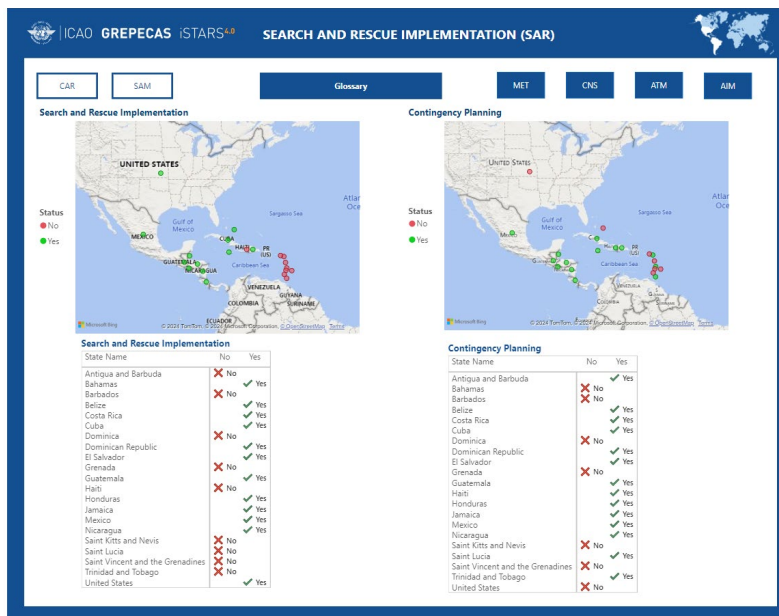 ICAO GREPECAS iSTARS4.0 SEARCH AND RESCUE IMPLEMENTATION (SAR)
CAR SAM Glossary MET CNS ATM AIM
Search and Rescue Implementation
UNITED STATES
Atlan
Oce
Sargasso Sea
Gulf of
Mexico
MEXICO
CUBA
HAITI
PR
(US)
GUATEMALA
Caribbean Sea
NICARAGUA
VENEZUELA
GUYANA
COLOMBIA
SURINAME
ECUADOR
Status
No
Yes
Microsoft Bing
© 2024 TomTom, © 2024 Microsoft Corporation, © OpenStreetMap Terms
Contingency Planning
UNITED STATES
Atlan
Oce
Sargasso Sea
Gulf of
Mexico
PR
(US)
Caribbean Sea
VENEZUELA
COLOMBIA
Status
No
Yes
Microsoft Bing
© 2024 TomTom, © 2024 Microsoft Corporation, © OpenStreetMap Terms
Search and Rescue Implementation
State Name No Yes
Antigua and Barbuda No
Bahamas Yes
Barbados No
Belize Yes
Costa Rica Yes
Cuba Yes
Dominica No
Dominican Republic Yes
El Salvador Yes
Grenada No
Guatemala Yes
Haiti No
Honduras Yes
Jamaica Yes
Mexico Yes
Nicaragua Yes
Saint Kitts and Nevis No
Saint Lucia No
Saint Vincent and the Grenadines No
Trinidad and Tobago No
United States Yes
Contingency Planning
State Name No Yes
Antigua and Barbuda Yes
Bahamas No
Barbados No
Belize Yes
Costa Rica Yes
Cuba Yes
Dominica No
Dominican Republic Yes
El Salvador Yes
Grenada No
Guatemala Yes
Haiti Yes
Honduras Yes
Jamaica Yes
Mexico Yes
Nicaragua Yes
Saint Kitts and Nevis No
Saint Lucia Yes
Saint Vincent and the Grenadines No
Trinidad and Tobago Yes
United States No